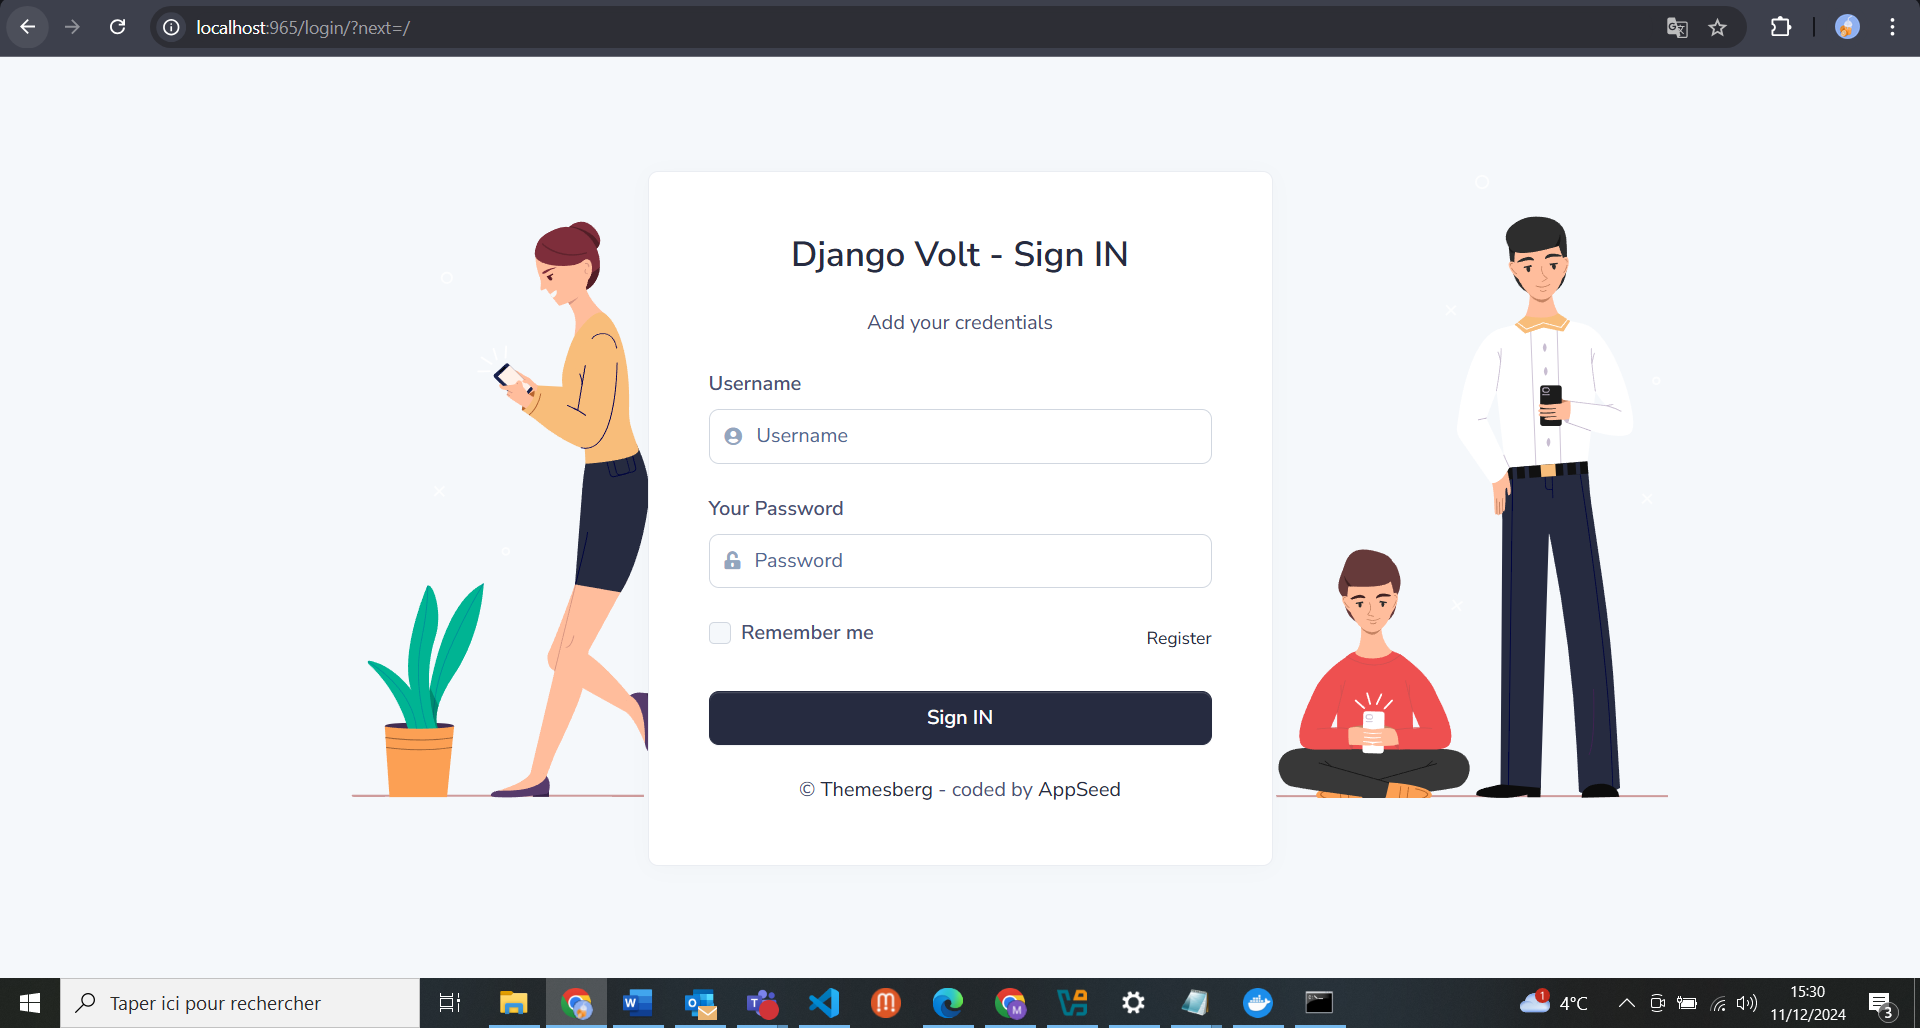 localhost:965/login/?next=/
Django Volt - Sign IN
Add your credentials
Username
Username
Your Password
Password
Remember me
Register
Sign IN
© Themesberg - coded by AppSeed
Taper ici pour rechercher
1
4°C
15:30
11/12/2024
3